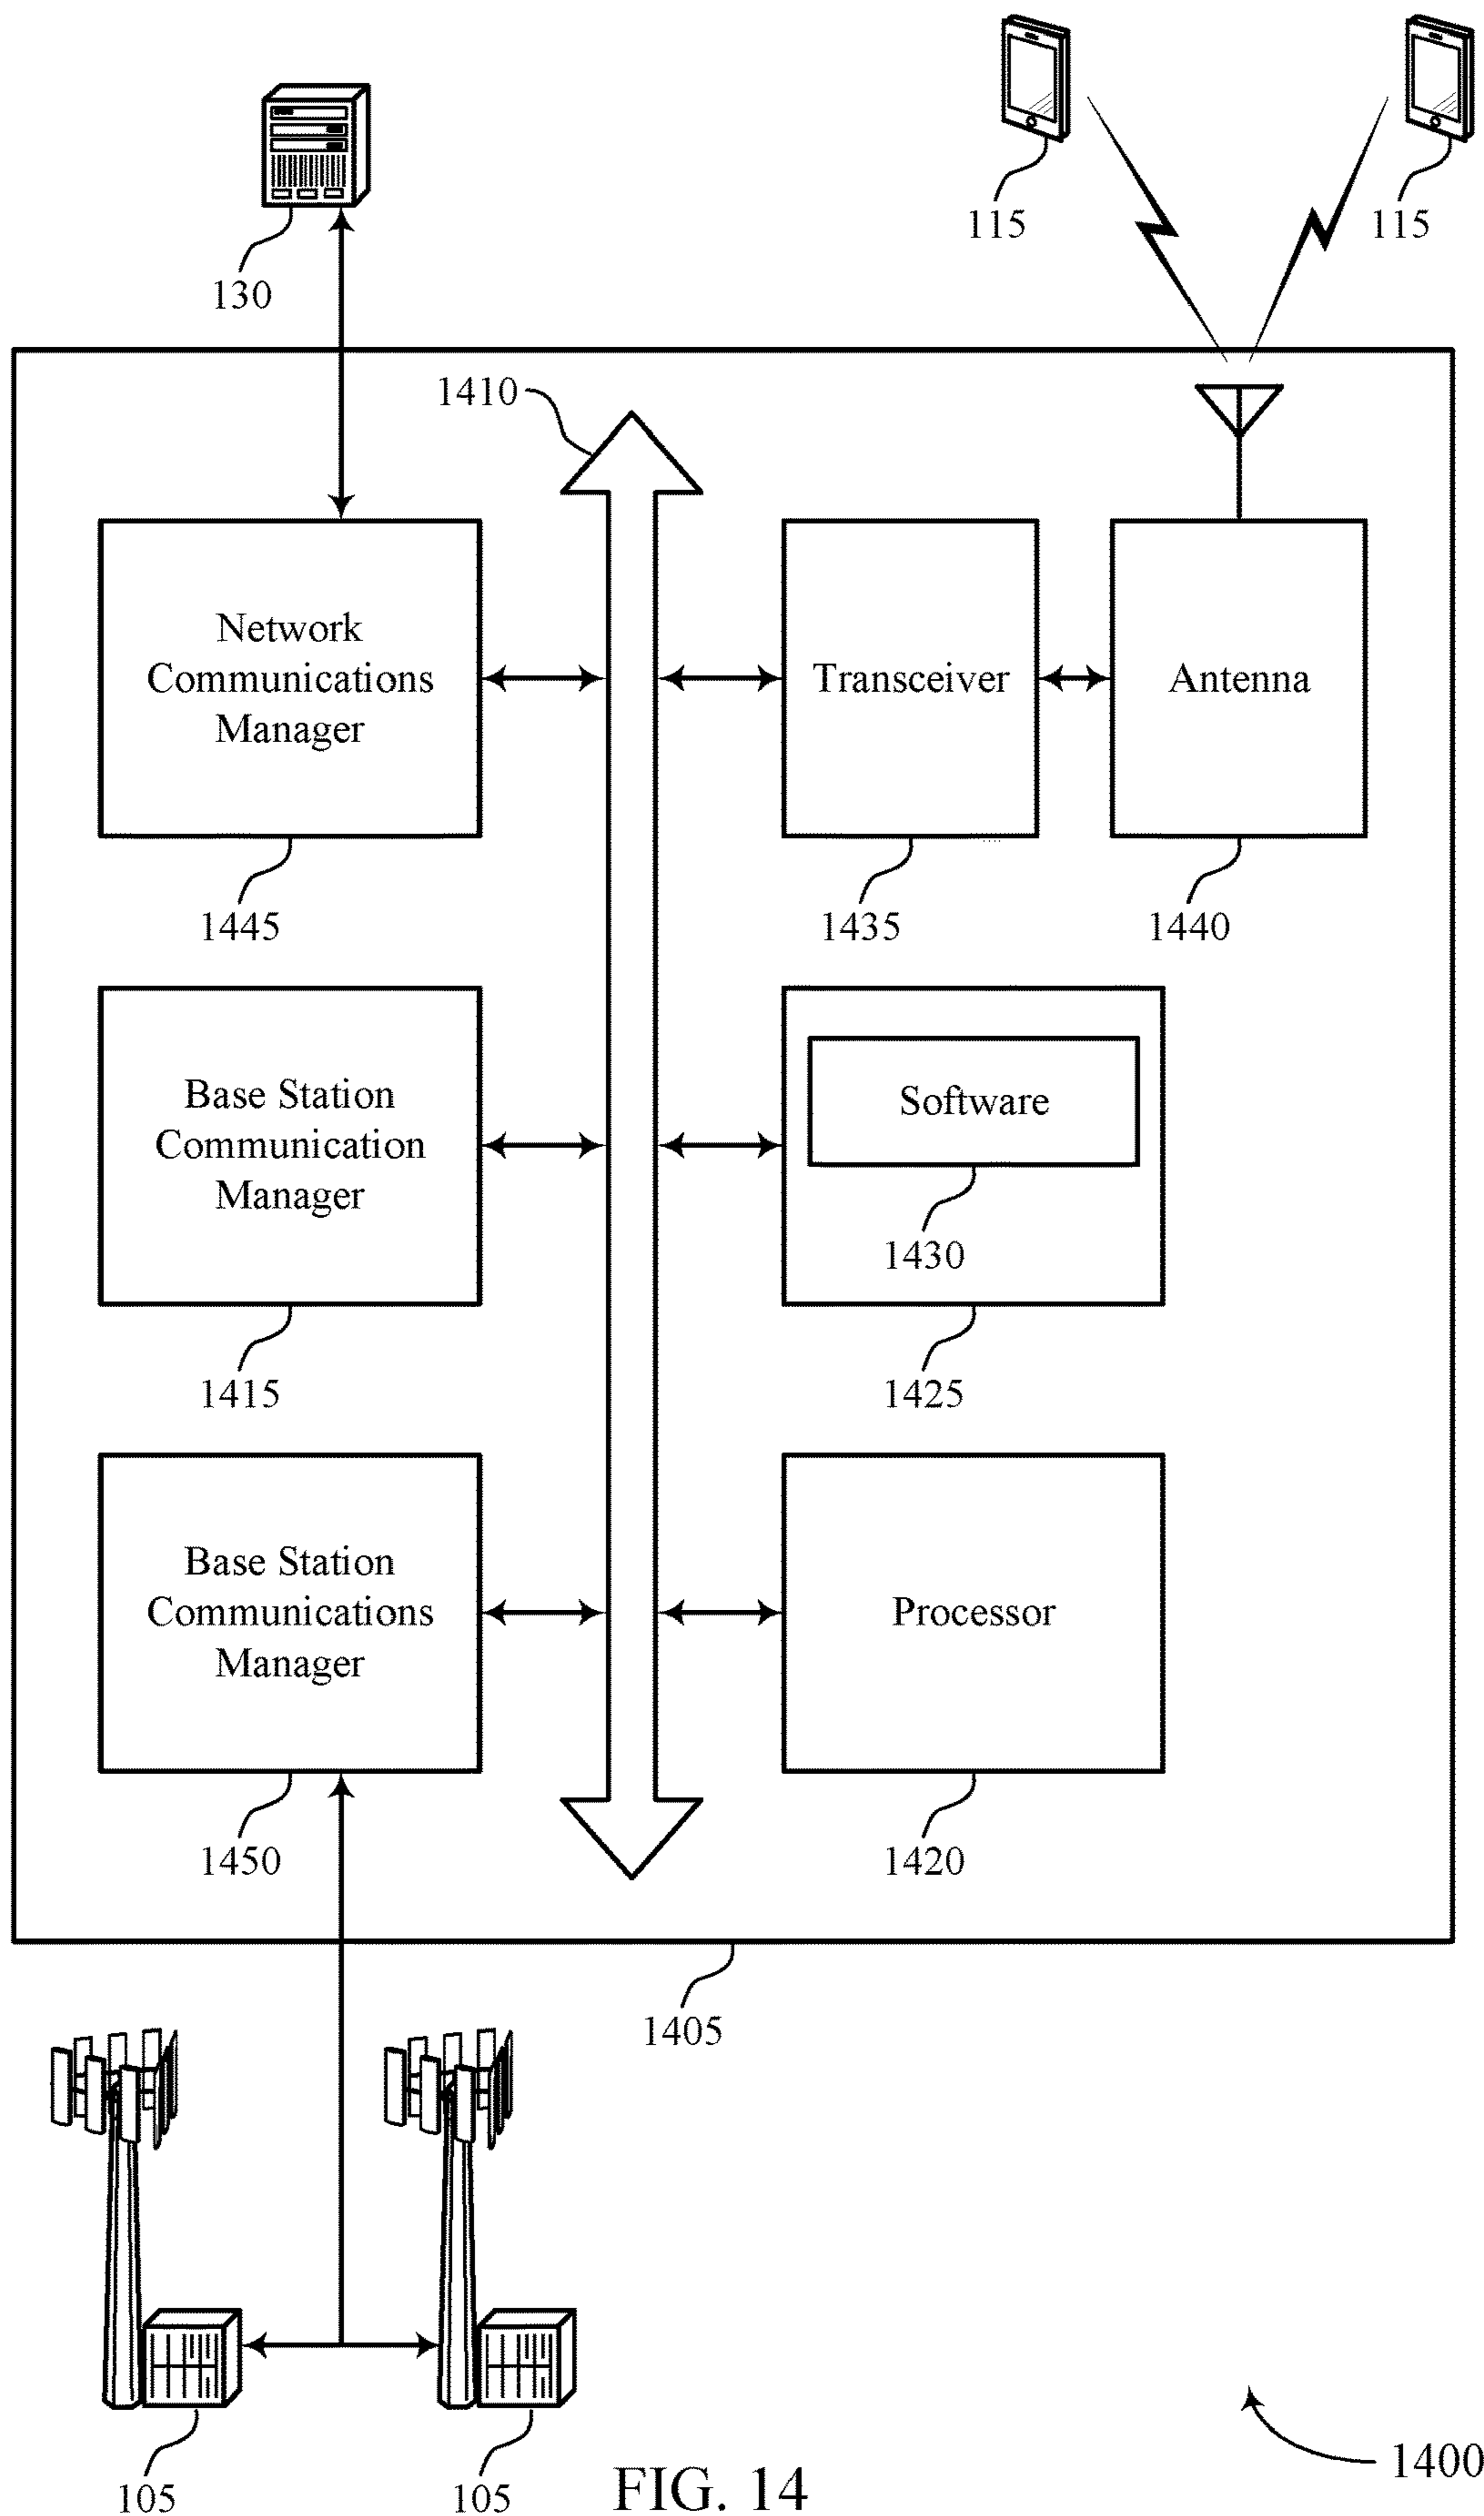 115
115
130
1410
Network
Communications
Manager
Transceiver
Antenna
1445
1435
1440
Base Station
Communication
Manager
Software
1430
1415
1425
Base Station
Communications
Manager
Processor
1450
1420
1405
105
105
FIG. 14
1400